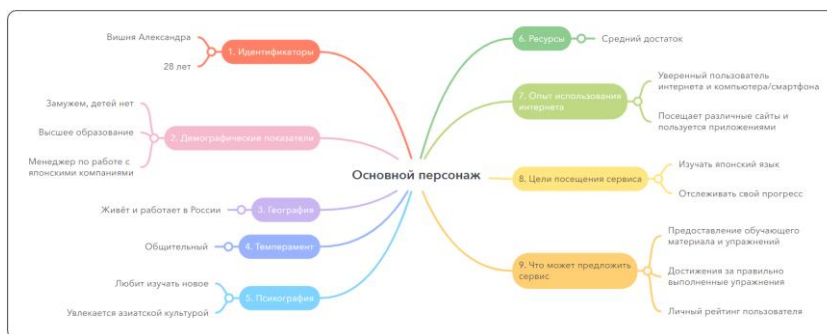 Основной персонаж
1. Идентификаторы
Вишня Александра
28 лет
2. Демографические показатели
Замужем, детей нет
Высшее образование
Менеджер по работе с
японскими компаниями
3. География
Живёт и работает в России
4. Темперамент
Общительный
5. Психография
Любит изучать новое
Увлекается азиатской культурой
6. Ресурсы
Средний достаток
7. Опыт использования
интернета
Уверенный пользователь
интернета и компьютера/смартфона
Посещает различные сайты и
пользуется приложениями
8. Цели посещения сервиса
Изучать японский язык
Отслеживать свой прогресс
9. Что может предложить
сервис
Предоставление обучающего
материала и упражнений
Достижения за правильно
выполненные упражнения
Личный рейтинг пользователя